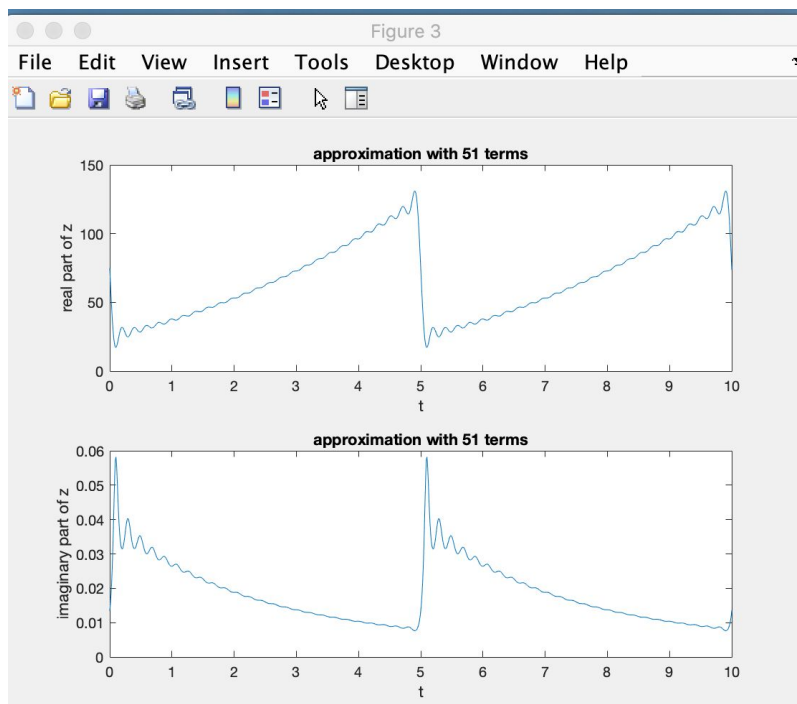 Figure 3
File Edit View Insert Tools Desktop Window Help
approximation with 51 terms
150
100
50
0
real part of z
0 1 2 3 4 5 6 7 8 9 10
t
approximation with 51 terms
0.06
0.05
0.04
0.03
0.02
0.01
0
imaginary part of z
0 1 2 3 4 5 6 7 8 9 10
t